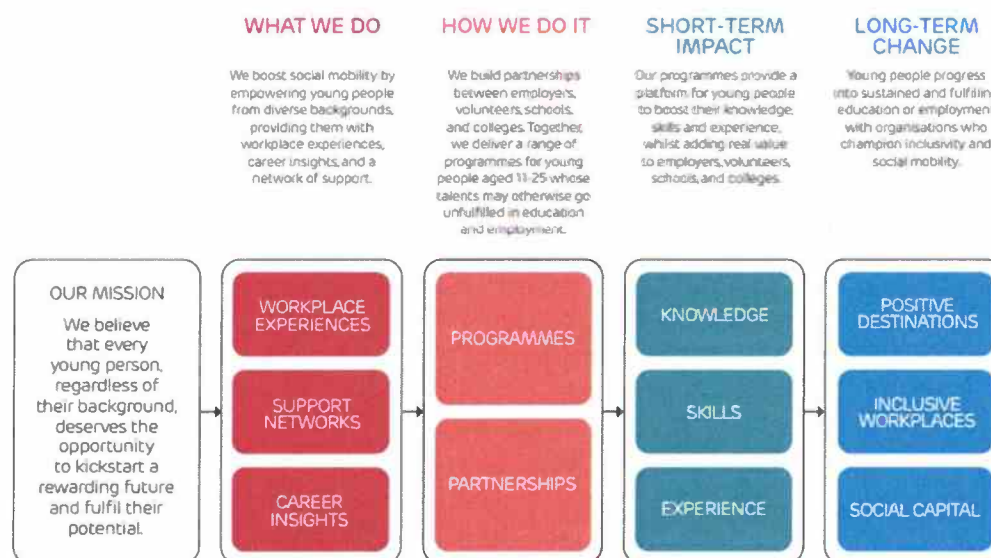 WHAT WE DO
We boost social mobility by
empowering young people
from diverse backgrounds,
providing them with
workplace experiences,
career insights, and a
network of support.
HOW WE DO IT
We build partnerships
between employers,
volunteers, schools,
and colleges. Together,
we deliver a range of
programmes for young
people aged 11-25 whose
talents may otherwise go
unfulfilled in education
and employment.
SHORT-TERM
IMPACT
Our programmes provide a
platform for young people
to boost their knowledge,
skills and experience,
whilst adding real value
to employers, volunteers,
schools, and colleges.
LONG-TERM
CHANGE
Young people progress
into sustained and fulfillin
education or employmen
with organisations who
champion inclusivity and
social mobility.
OUR MISSION
We believe
that every
young person,
regardless of
their background,
deserves the
opportunity
to kickstart a
rewarding future
and fulfil their
potential.
WORKPLACE
EXPERIENCES
SUPPORT
NETWORKS
CAREER
INSIGHTS
PROGRAMMES
PARTNERSHIPS
KNOWLEDGE
SKILLS
EXPERIENCE
POSITIVE
DESTINATIONS
INCLUSIVE
WORKPLACES
SOCIAL CAPITAL